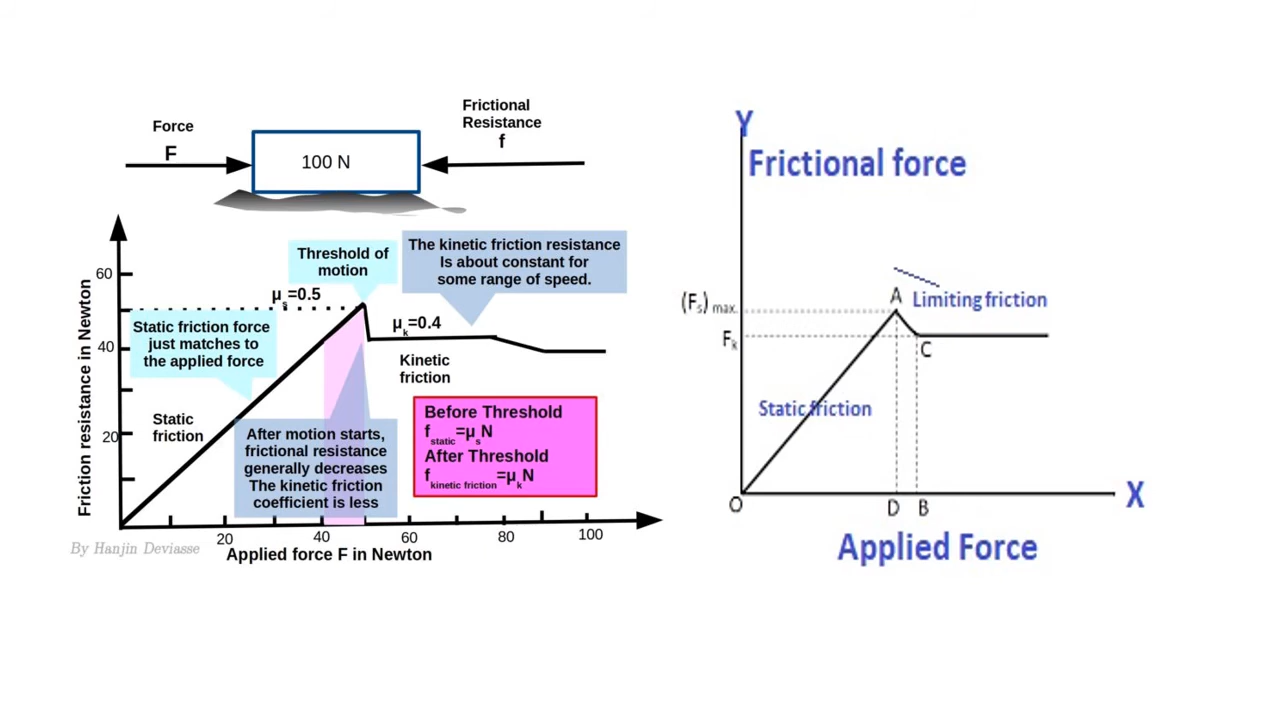 Force
F
100 N
Frictional
Resistance
f
Friction resistance in Newton
60
40
20
μs=0.5
Threshold of
motion
The kinetic friction resistance
Is about constant for
some range of speed.
Static friction force
just matches to
the applied force
μk=0.4
Kinetic
friction
Static
friction
After motion starts,
frictional resistance
generally decreases
The kinetic friction
coefficient is less
Before Threshold
fstatic=μsN
After Threshold
fkinetic friction=μkN
20
40
60
80
100
Applied force F in Newton
By Hanjin Deviasse
Y
Frictional force
(Fs) max.
Fk
A
Limiting friction
C
Static friction
O
D
B
X
Applied Force